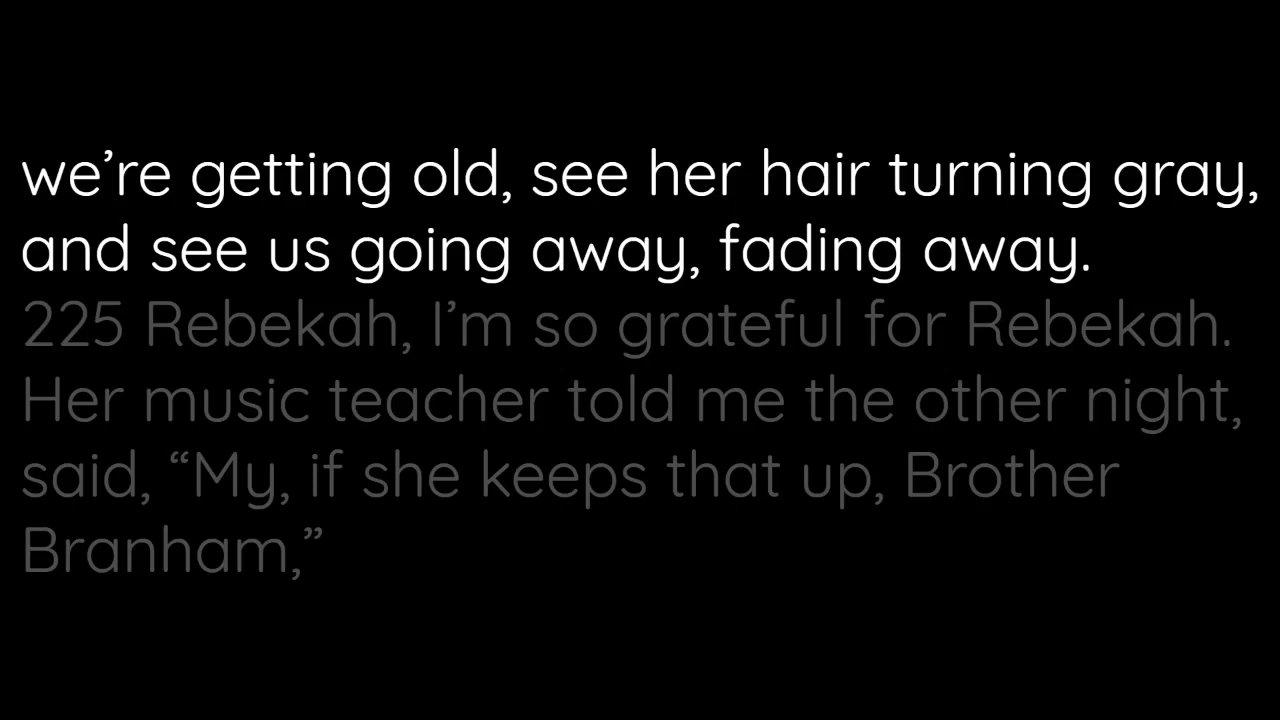 we’re getting old, see her hair turning gray,
and see us going away, fading away.
225 Rebekah, I’m so grateful for Rebekah.
Her music teacher told me the other night,
said, “My, if she keeps that up, Brother
Branham,”